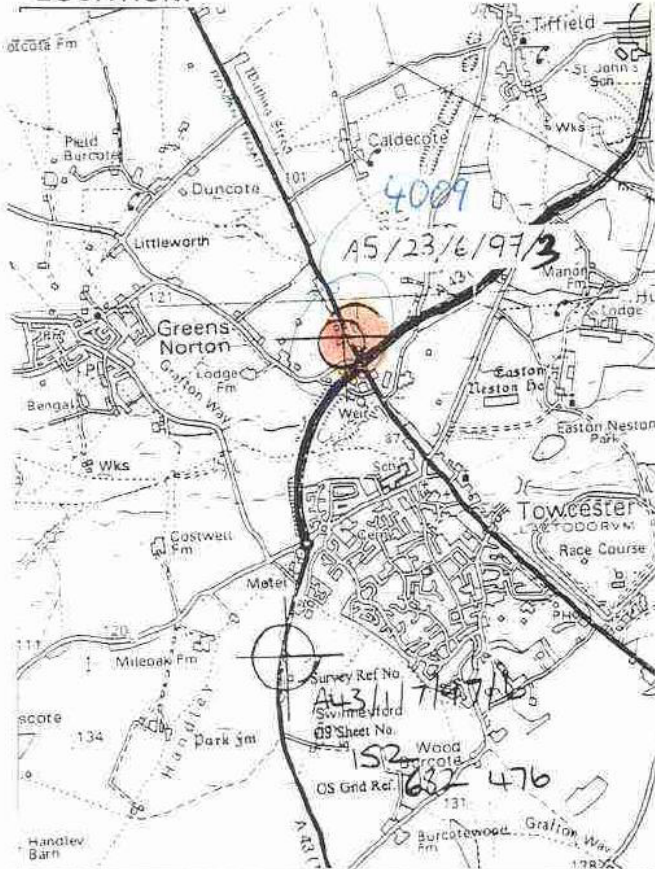 Tiffield
St. John's
Sch
Wks
Pield
Burcote
Caldecote
Duncote
101
4009
A5/23/6/97/3
Littleworth
A 43
Manor
Fm
Lodge
121
Greens
Norton
Lodge
Fm
Grafton Way
Easton
Neston Ho
Weir
Bengal
87
Easton Neston
Park
Sch
Wks
Towcester
LACTODORVM
Costwell
Fm
Cemy
Race Course
Motel
PH
120
111
Mileoak Fm
Survey Ref No
Swinneyford
OS Sheet No.
152
Handley
Park fm
134
Wood
Burcote
OS Grid Ref.
476
131
Handley
Barn
A 43
Burcotewood
Fm
Grafton Way